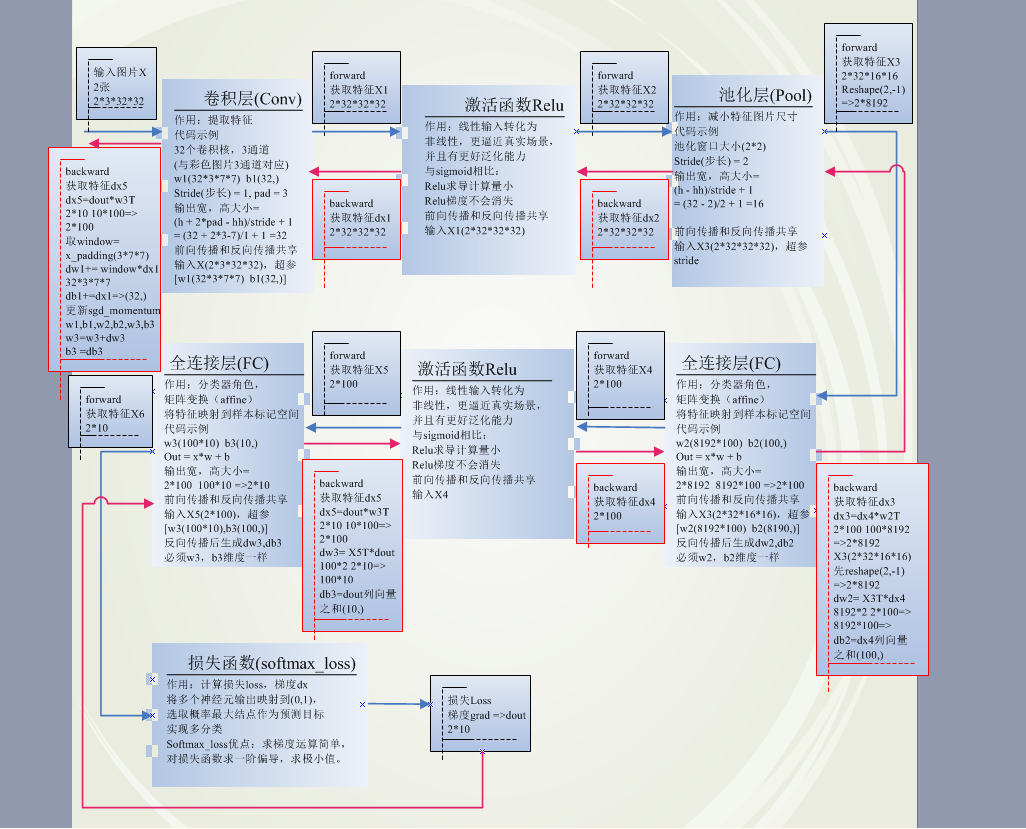 输入图片X
2张
2*3*32*32
卷积层(Conv)
作用：提取特征
代码示例
32个卷积核，3通道
(与彩色图片3通道对应)
w1(32*3*7*7)  b1(32,)
Stride(步长) = 1, pad = 3
输出宽，高大小=
(h + 2*pad - hh)/stride + 1
= (32 + 2*3-7)/1 + 1 =32
前向传播和反向传播共享
输入X(2*3*32*32)，超参
[w1(32*3*7*7)  b1(32,)]
forward
获取特征X1
2*32*32*32
激活函数Relu
作用：线性输入转化为
非线性，更逼近真实场景，
并且有更好泛化能力
与sigmoid相比：
Relu求导计算量小
Relu梯度不会消失
前向传播和反向传播共享
输入X1(2*32*32*32)
forward
获取特征X2
2*32*32*32
池化层(Pool)
作用：减小特征图片尺寸
代码示例
池化窗口大小(2*2)
Stride(步长) = 2
输出宽，高大小=
(h - hh)/stride + 1
= (32 - 2)/2 + 1 =16
前向传播和反向传播共享
输入X3(2*32*32*32)，超参
stride
forward
获取特征X3
2*32*16*16
Reshape(2,-1)
=>2*8192
backward
获取特征dx5
dx5=dout*w3T
2*10 10*100=>
2*100
取window=
x_padding(3*7*7)
dw1+= window*dx1
32*3*7*7
db1+=dx1=>(32,)
更新sgd_momentum
w1,b1,w2,b2,w3,b3
w3=w3+dw3
b3 =db3
backward
获取特征dx1
2*32*32*32
backward
获取特征dx2
2*32*32*32
forward
获取特征X6
2*10
全连接层(FC)
作用：分类器角色，
矩阵变换（affine）
将特征映射到样本标记空间
代码示例
w3(100*10)  b3(10,)
Out = x*w + b
输出宽，高大小=
2*100  100*10 =>2*10
前向传播和反向传播共享
输入X5(2*100)，超参
[w3(100*10),b3(100,)]
反向传播后生成dw3,db3
必须w3，b3维度一样
forward
获取特征X5
2*100
backward
获取特征dx5
dx5=dout*w3T
2*10 10*100=>
2*100
dw3= X5T*dout
100*2 2*10=>
100*10
db3=dout列向量
之和(10,)
激活函数Relu
作用：线性输入转化为
非线性，更逼近真实场景，
并且有更好泛化能力
与sigmoid相比：
Relu求导计算量小
Relu梯度不会消失
前向传播和反向传播共享
输入X4
forward
获取特征X4
2*100
backward
获取特征dx4
2*100
全连接层(FC)
作用：分类器角色，
矩阵变换（affine）
将特征映射到样本标记空间
代码示例
w2(8192*100)  b2(100,)
Out = x*w + b
输出宽，高大小=
2*8192  8192*100 =>2*100
前向传播和反向传播共享
输入X3(2*32*16*16)，超参
[w2(8192*100)  b2(8190,)]
反向传播后生成dw2,db2
必须w2，b2维度一样
backward
获取特征dx3
dx3=dx4*w2T
2*100 100*8192
=>2*8192
X3(2*32*16*16)
先reshape(2,-1)
=>2*8192
dw2= X3T*dx4
8192*2 2*100=>
8192*100=>
db2=dx4列向量
之和(100,)
损失函数(softmax_loss)
作用：计算损失loss，梯度dx
将多个神经元输出映射到(0,1)，
选取概率最大结点作为预测目标
实现多分类
Softmax_loss优点：求梯度运算简单，
对损失函数求一阶偏导，求极小值。
损失Loss
梯度grad =>dout
2*10